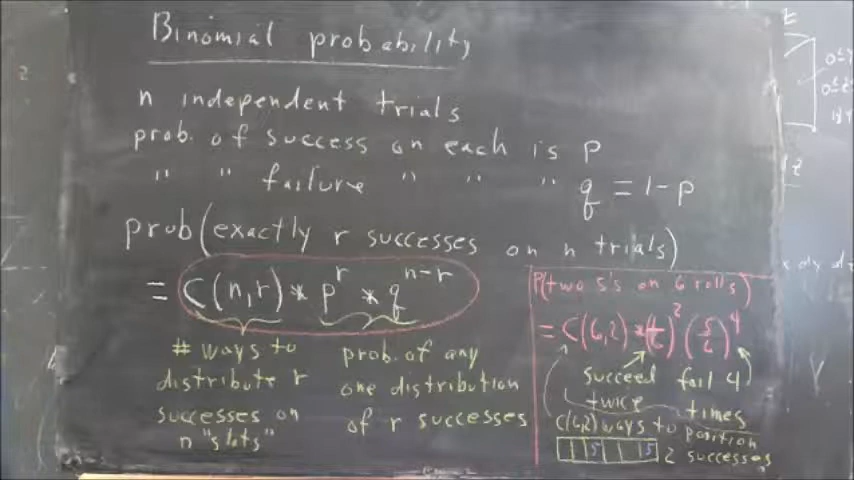 Binomial probability
n independent trials
prob. of success on each is p
" " failure " " " q = 1 - p
prob(exactly r successes on n trials)
= C(n,r) * p^r * q^(n-r)
# ways to
distribute r
successes on
n "slots"
prob. of any
one distribution
of r successes
P(two 5's on 6 rolls)
= C(6,2) * (1/6)^2 (5/6)^4
succeed fail 4
twice times
C(6,2) ways to position
5 5 2 successes